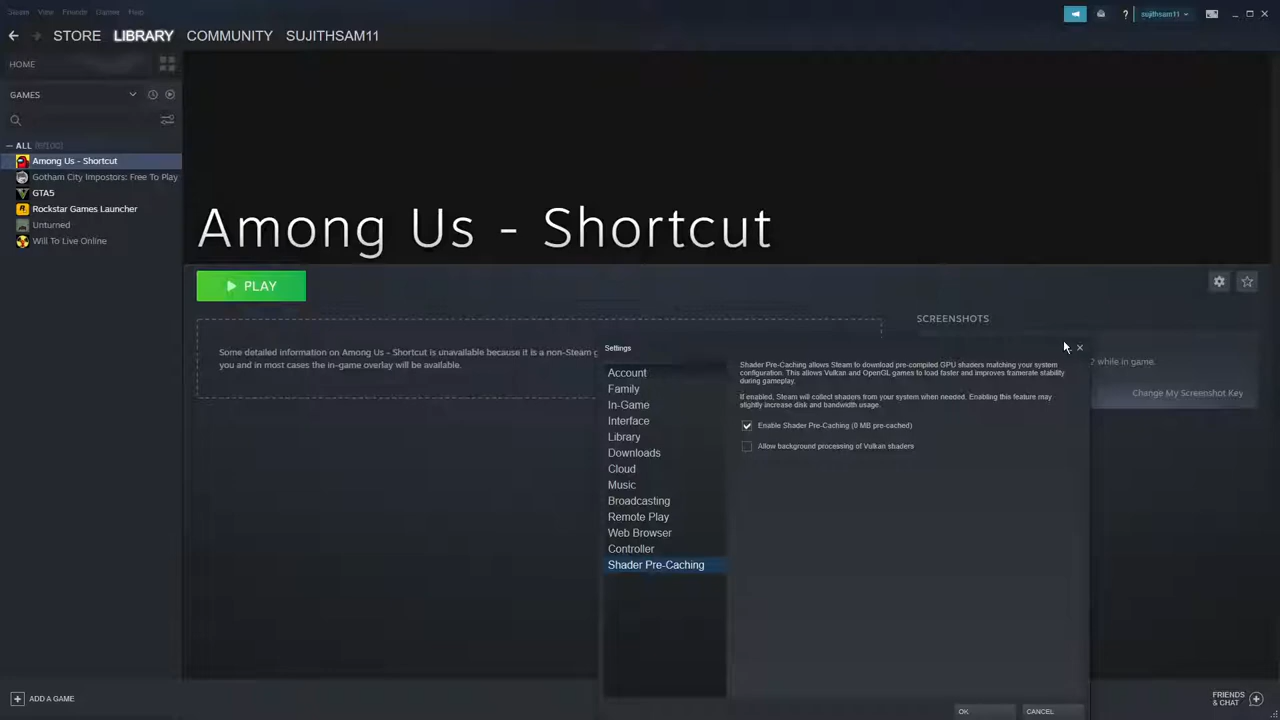 Steam View Friends Games Help
sujithsam11
STORE LIBRARY COMMUNITY SUJITHSAM11
HOME
GAMES
ALL
Among Us - Shortcut
Gotham City Impostors: Free To Play
GTA5
Rockstar Games Launcher
Unturned
Will To Live Online
Among Us - Shortcut
PLAY
SCREENSHOTS
Some detailed information on Among Us - Shortcut is unavailable because it is a non-Steam g
you and in most cases the in-game overlay will be available.
2 while in game.
Change My Screenshot Key
Settings
Account
Family
In-Game
Interface
Library
Downloads
Cloud
Music
Broadcasting
Remote Play
Web Browser
Controller
Shader Pre-Caching
Shader Pre-Caching allows Steam to download pre-compiled GPU shaders matching your system
configuration. This allows Vulkan and OpenGL games to load faster and improves framerate stability
during gameplay.
If enabled, Steam will collect shaders from your system when needed. Enabling this feature may
slightly increase disk and bandwidth usage.
Enable Shader Pre-Caching (0 MB pre-cached)
Allow background processing of Vulkan shaders
OK CANCEL
ADD A GAME
FRIENDS
& CHAT